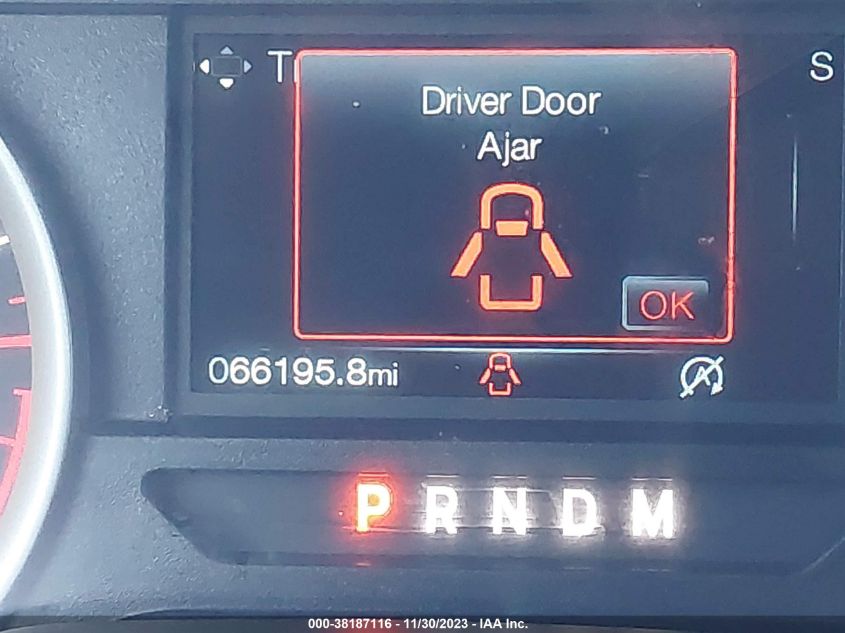 T
S
Driver Door
Ajar
OK
066195.8mi
A
P R N D M
000-38187116 - 11/30/2023 - IAA Inc.